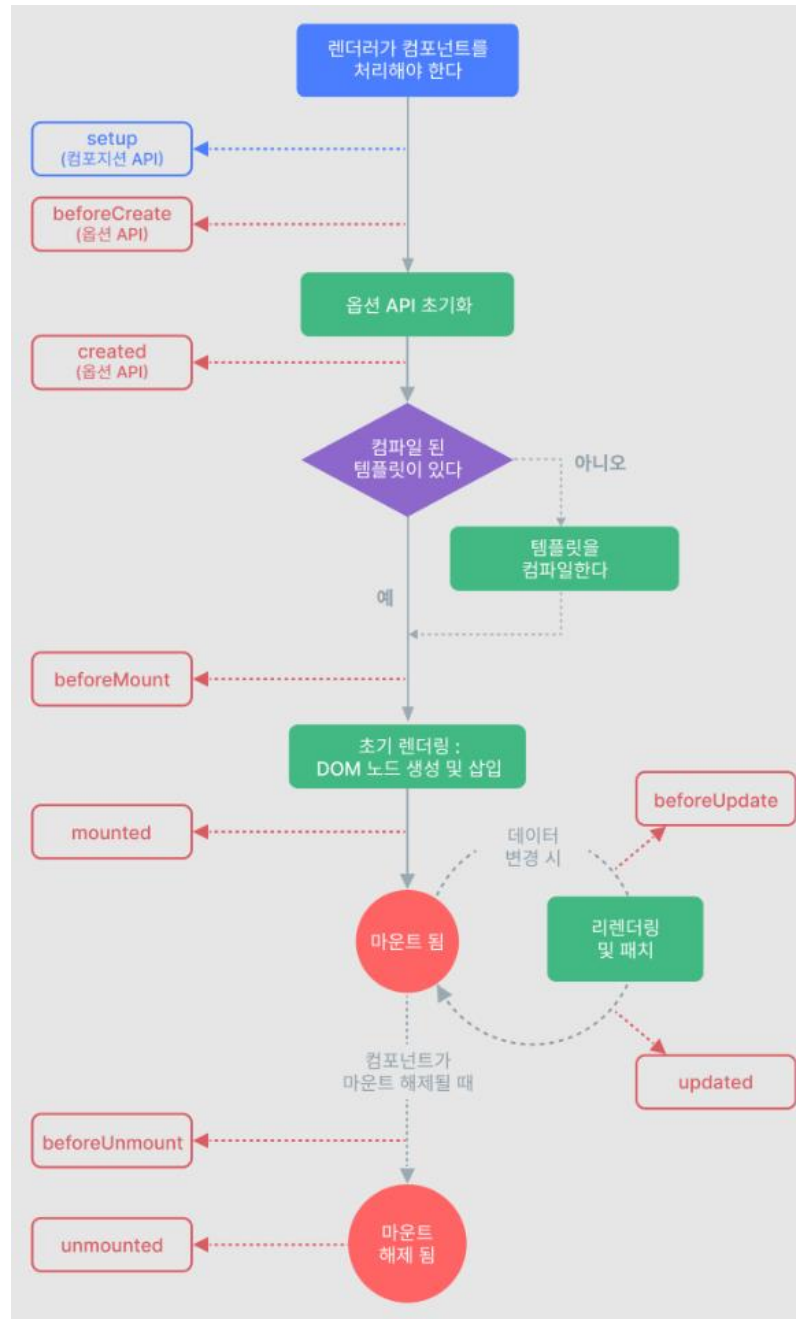 렌더러가 컴포넌트를
처리해야 한다
setup
(컴포지션 API)
beforeCreate
(옵션 API)
옵션 API 초기화
created
(옵션 API)
컴파일 된
템플릿이 있다
아니오
템플릿을
컴파일한다
예
beforeMount
초기 렌더링 :
DOM 노드 생성 및 삽입
beforeUpdate
mounted
데이터
변경 시
마운트 됨
리렌더링
및 패치
컴포넌트가
마운트 해제될 때
updated
beforeUnmount
마운트
해제 됨
unmounted